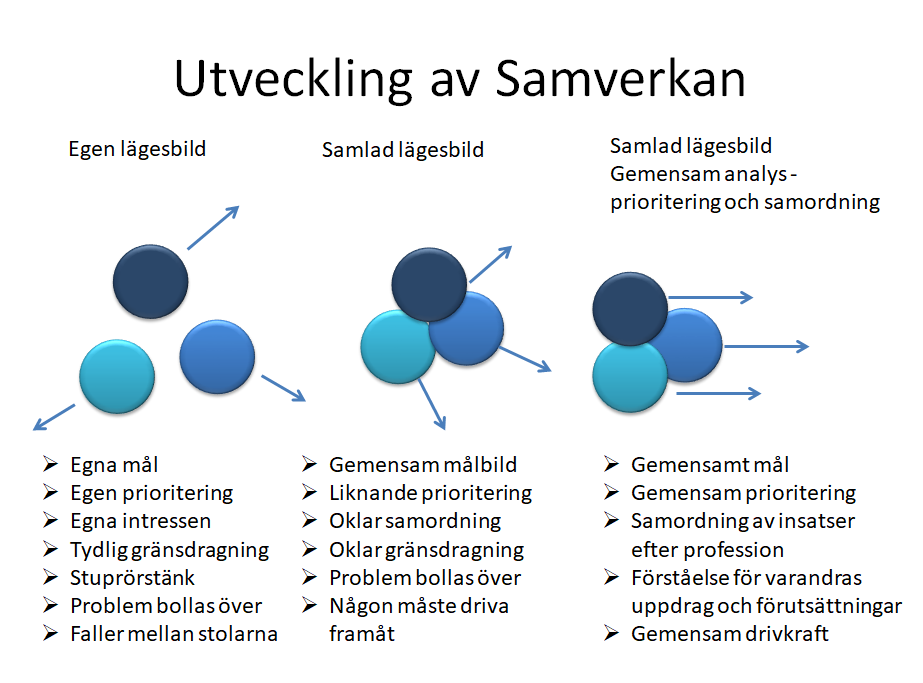 Utveckling av Samverkan
Egen lägesbild
Samlad lägesbild
Samlad lägesbild
Gemensam analys -
prioritering och samordning
Egna mål
Egen prioritering
Egna intressen
Tydlig gränsdragning
Stuprörstänk
Problem bollas över
Faller mellan stolarna
Gemensam målbild
Liknande prioritering
Oklar samordning
Oklar gränsdragning
Problem bollas över
Någon måste driva
framåt
Gemensamt mål
Gemensam prioritering
Samordning av insatser
efter profession
Förståelse för varandras
uppdrag och förutsättningar
Gemensam drivkraft